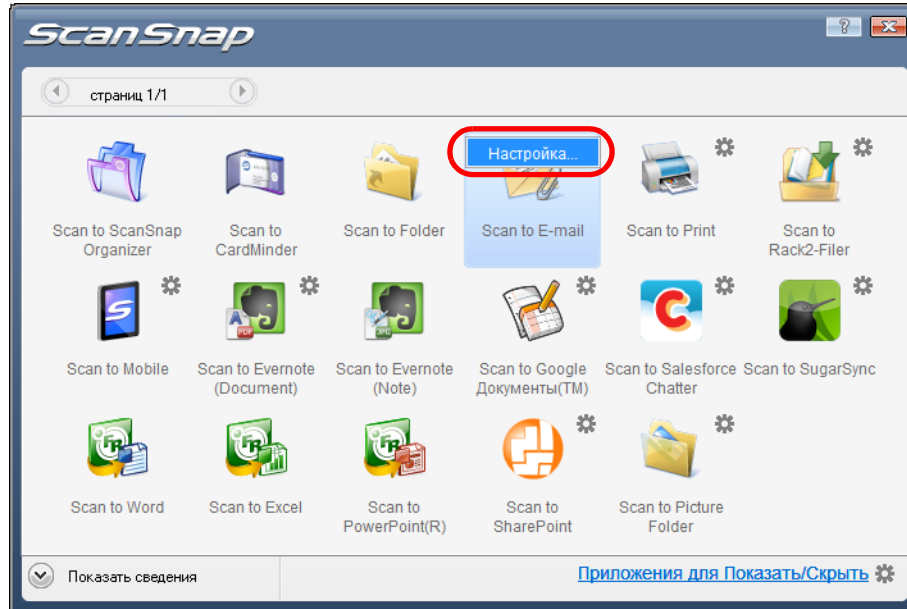 ScanSnap
страниц 1/1
Настройка...
Scan to ScanSnap
Organizer
Scan to
CardMinder
Scan to Folder
Scan to E-mail
Scan to Print
Scan to
Rack2-Filer
Scan to Mobile
Scan to Evernote
(Document)
Scan to Evernote
(Note)
Scan to Google
Документы(TM)
Scan to Salesforce
Chatter
Scan to SugarSync
Scan to Word
Scan to Excel
Scan to
PowerPoint(R)
Scan to
SharePoint
Scan to Picture
Folder
Показать сведения
Приложения для Показать/Скрыть